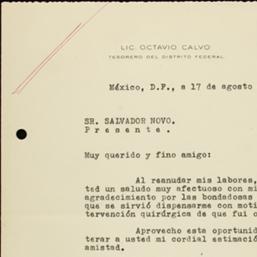 LIC. OCTAVIO CALVO
TESORERO DEL DISTRITO FEDERAL
México, D.F., a 17 de agosto
SR. SALVADOR NOVO.
Presente.
Muy querido y fino amigo:
Al reanudar mis labores,
ted un saludo muy afectuoso con mi
agradecimiento por las bondadosas
que se sirvió dispensarme con moti
tervención quirúrgica de que fui o
Aprovecho esta oportunid
terar a usted mi cordial estimació
amistad.